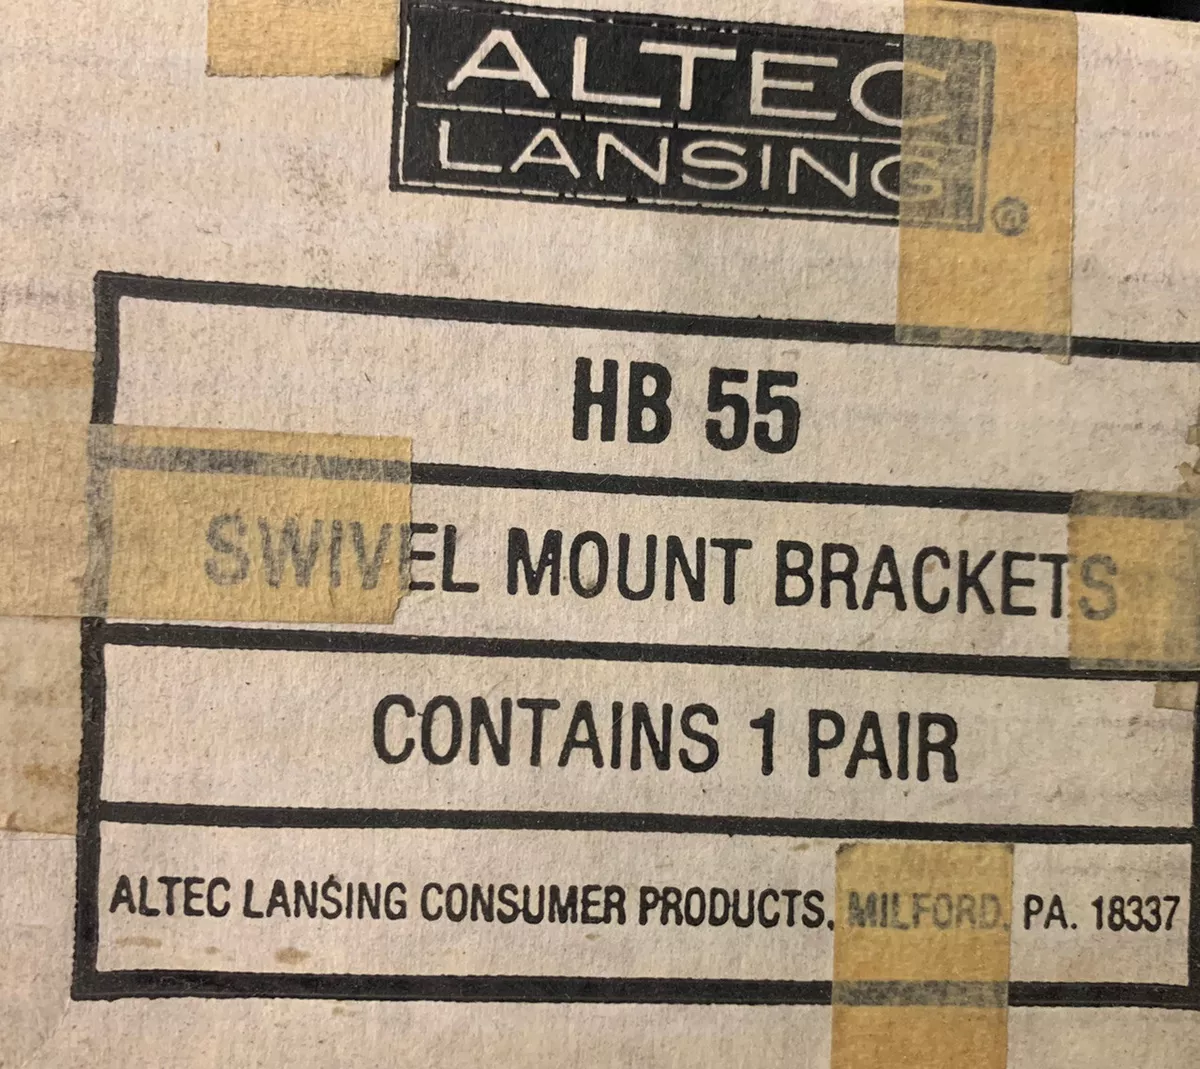 ALTEC
LANSING®
HB 55
SWIVEL MOUNT BRACKETS
CONTAINS 1 PAIR
ALTEC LANSING CONSUMER PRODUCTS, MILFORD, PA. 18337